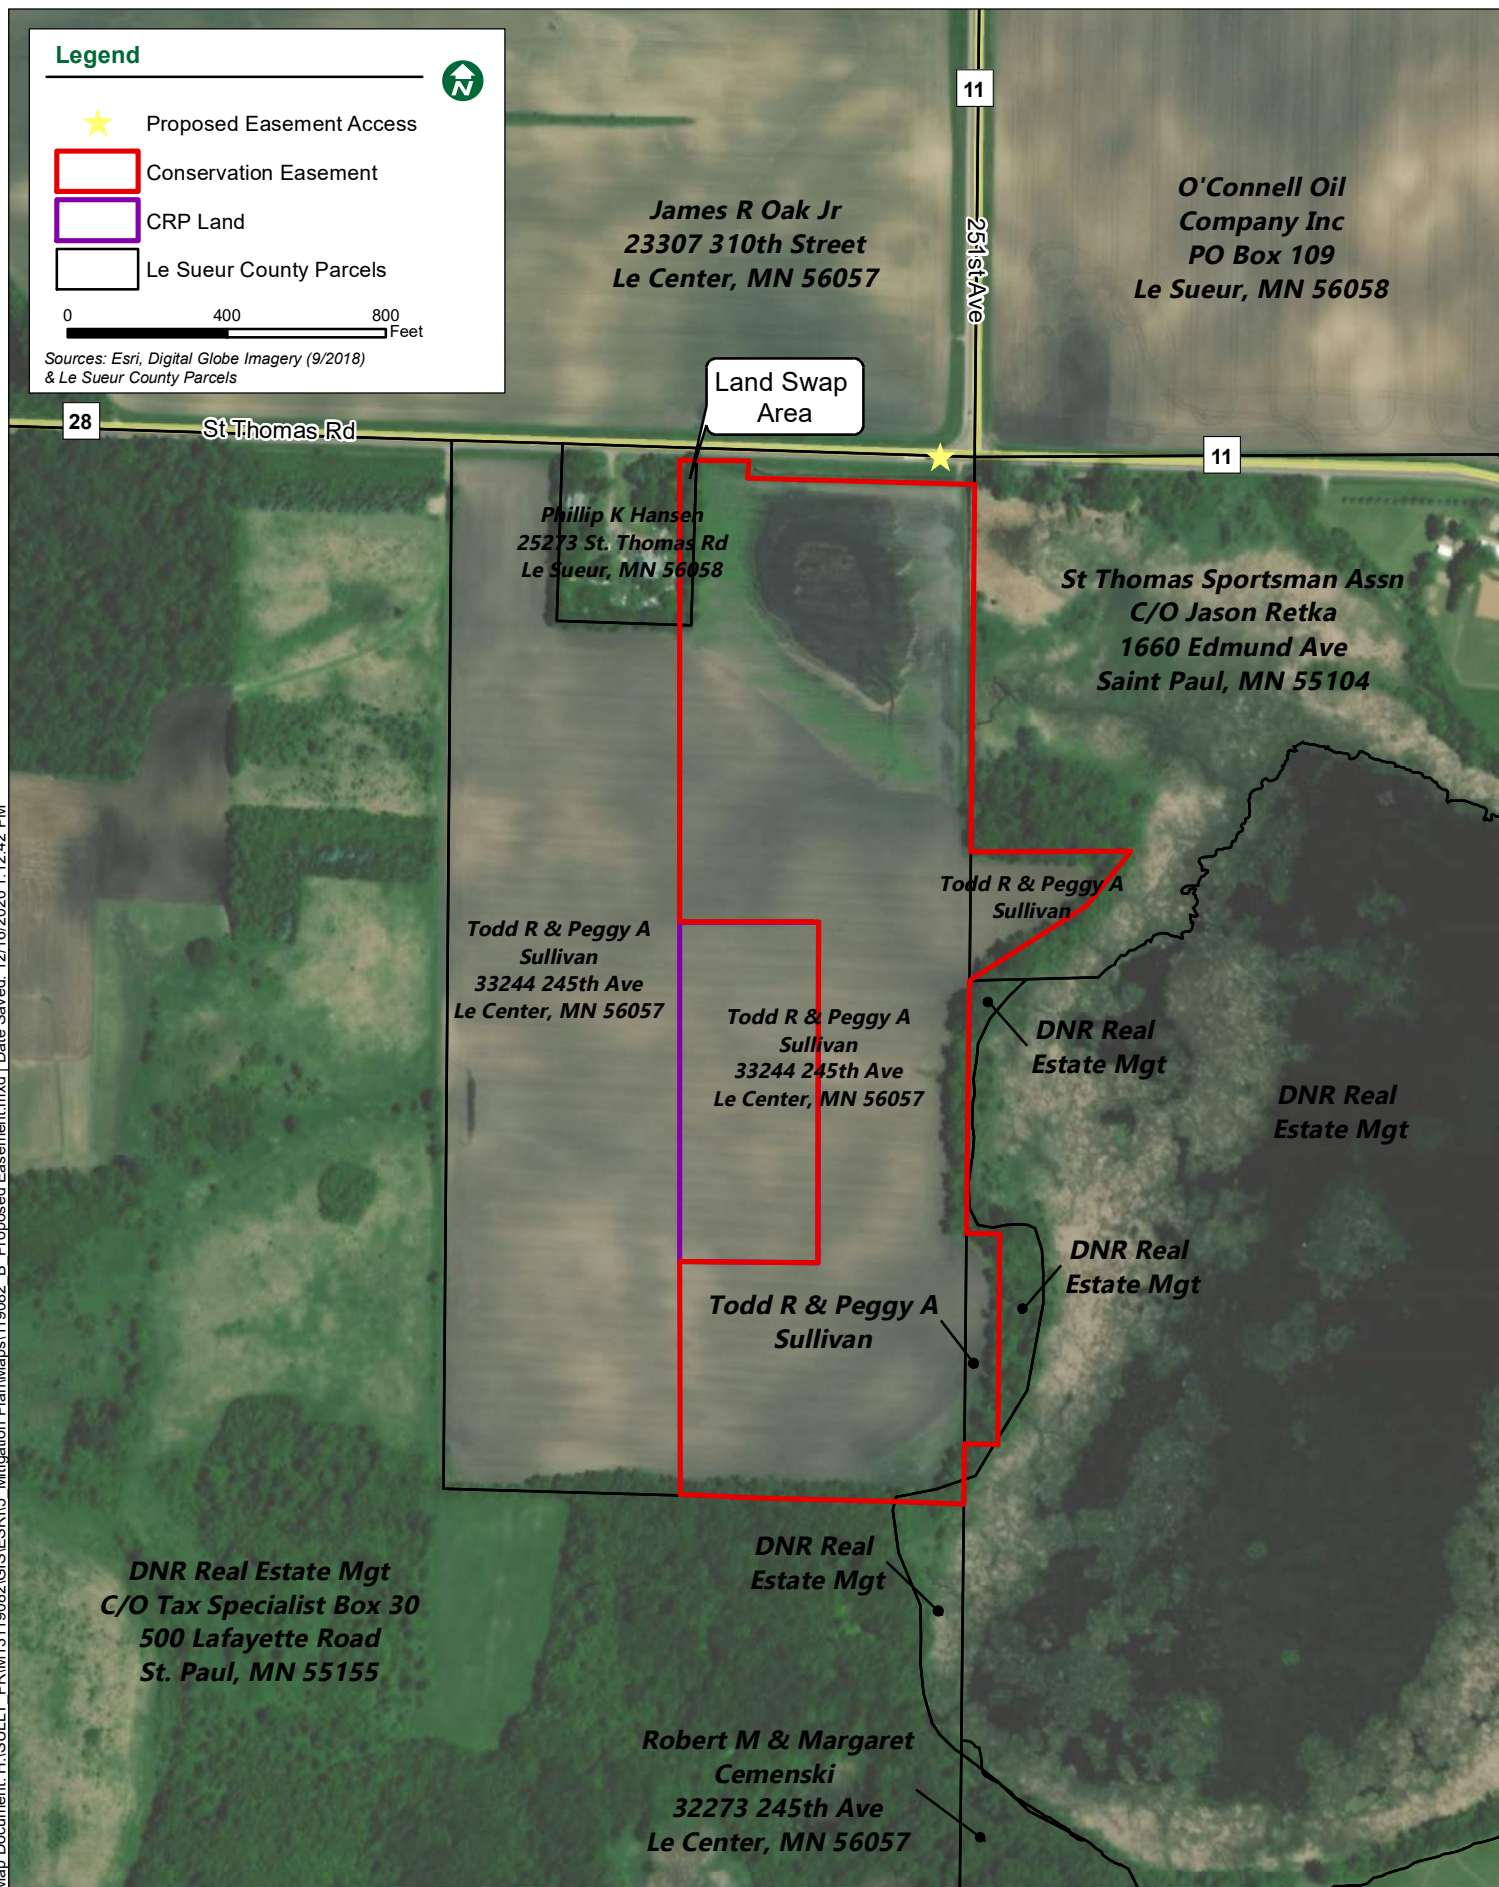 Legend
N
Proposed Easement Access
Conservation Easement
CRP Land
Le Sueur County Parcels
0 400 800
Feet
Sources: Esri, Digital Globe Imagery (9/2018)
& Le Sueur County Parcels
11
251st Ave
James R Oak Jr
23307 310th Street
Le Center, MN 56057
O'Connell Oil
Company Inc
PO Box 109
Le Sueur, MN 56058
Land Swap
Area
28
St Thomas Rd
11
Phillip K Hansen
25273 St. Thomas Rd
Le Sueur, MN 56058
St Thomas Sportsman Assn
C/O Jason Retka
1660 Edmund Ave
Saint Paul, MN 55104
Todd R & Peggy A
Sullivan
Todd R & Peggy A
Sullivan
33244 245th Ave
Le Center, MN 56057
Todd R & Peggy A
Sullivan
33244 245th Ave
Le Center, MN 56057
DNR Real
Estate Mgt
DNR Real
Estate Mgt
DNR Real
Estate Mgt
Todd R & Peggy A
Sullivan
DNR Real
Estate Mgt
DNR Real Estate Mgt
C/O Tax Specialist Box 30
500 Lafayette Road
St. Paul, MN 55155
Robert M & Margaret
Cemenski
32273 245th Ave
Le Center, MN 56057